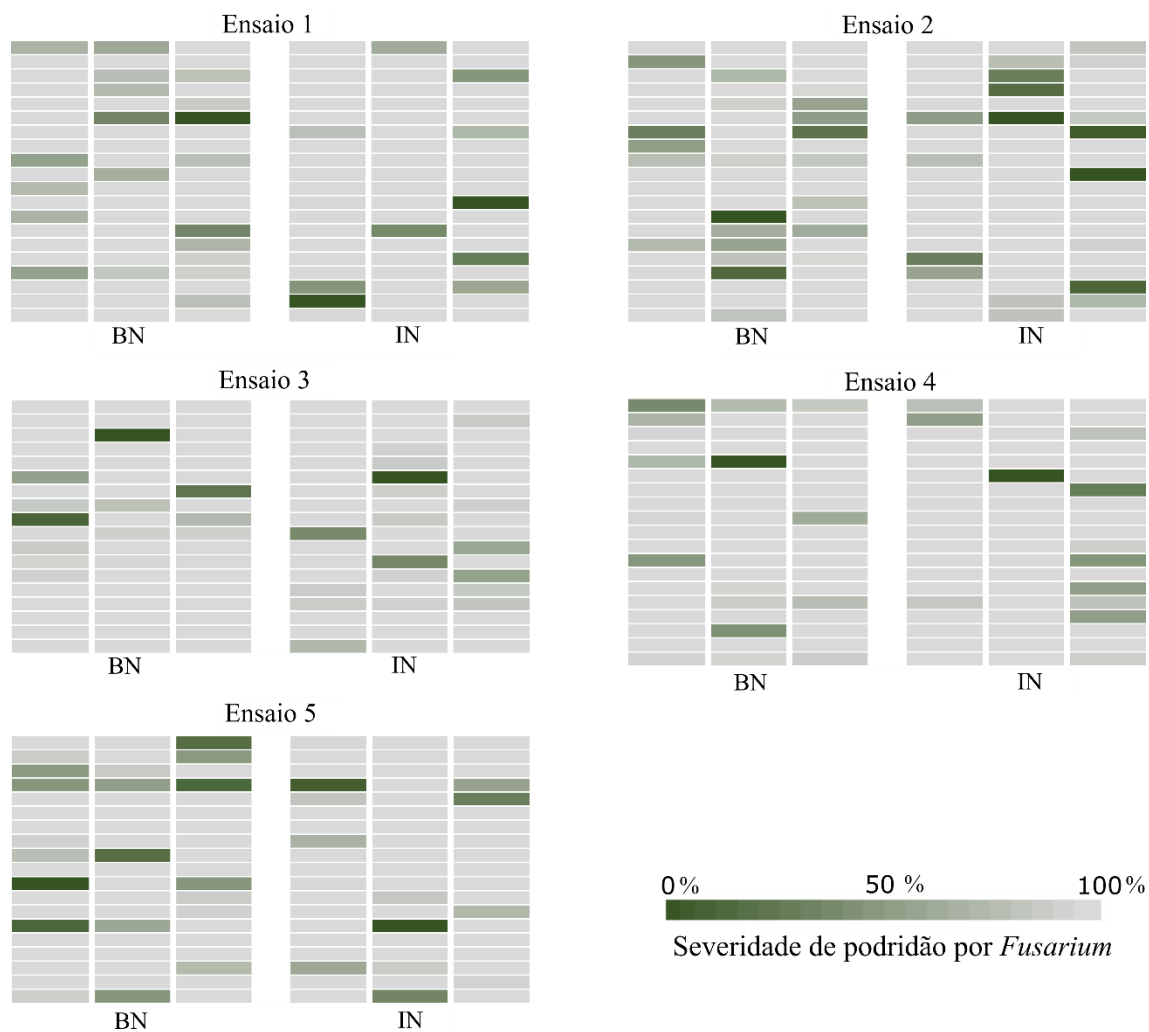 Ensaio 1
BN
IN
Ensaio 2
BN
IN
Ensaio 3
BN
IN
Ensaio 4
BN
IN
Ensaio 5
BN
IN
0% 50 % 100%
Severidade de podridão por Fusarium